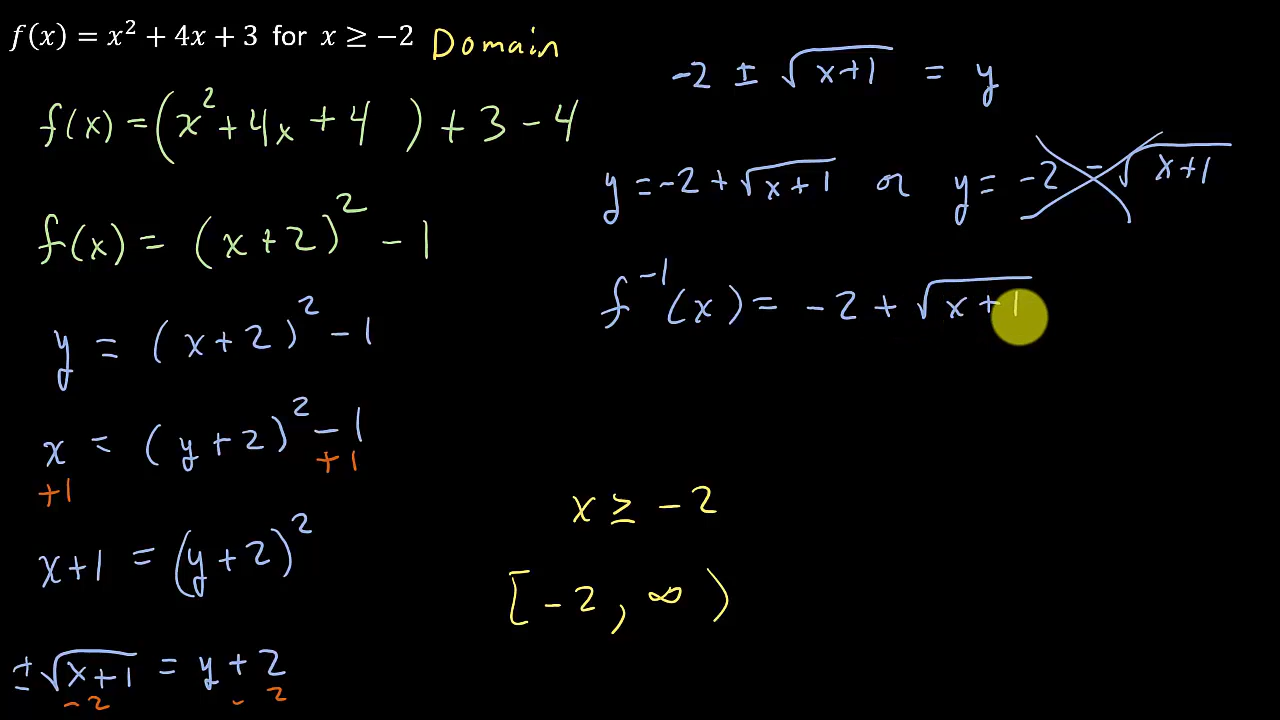 f(x) = x² + 4x + 3 for x ≥ −2 Domain
f(x) = (x² + 4x + 4 ) + 3 − 4
f(x) = (x + 2)² − 1
y = (x + 2)² − 1
x = (y + 2)² − 1
+1 +1
x + 1 = (y + 2)²
± √(x + 1) = y + 2
− 2 − 2
−2 ± √(x + 1) = y
y = −2 + √(x + 1) or y = −2 − √(x + 1)
f⁻¹(x) = −2 + √(x + 1)
x ≥ −2
[−2, ∞)